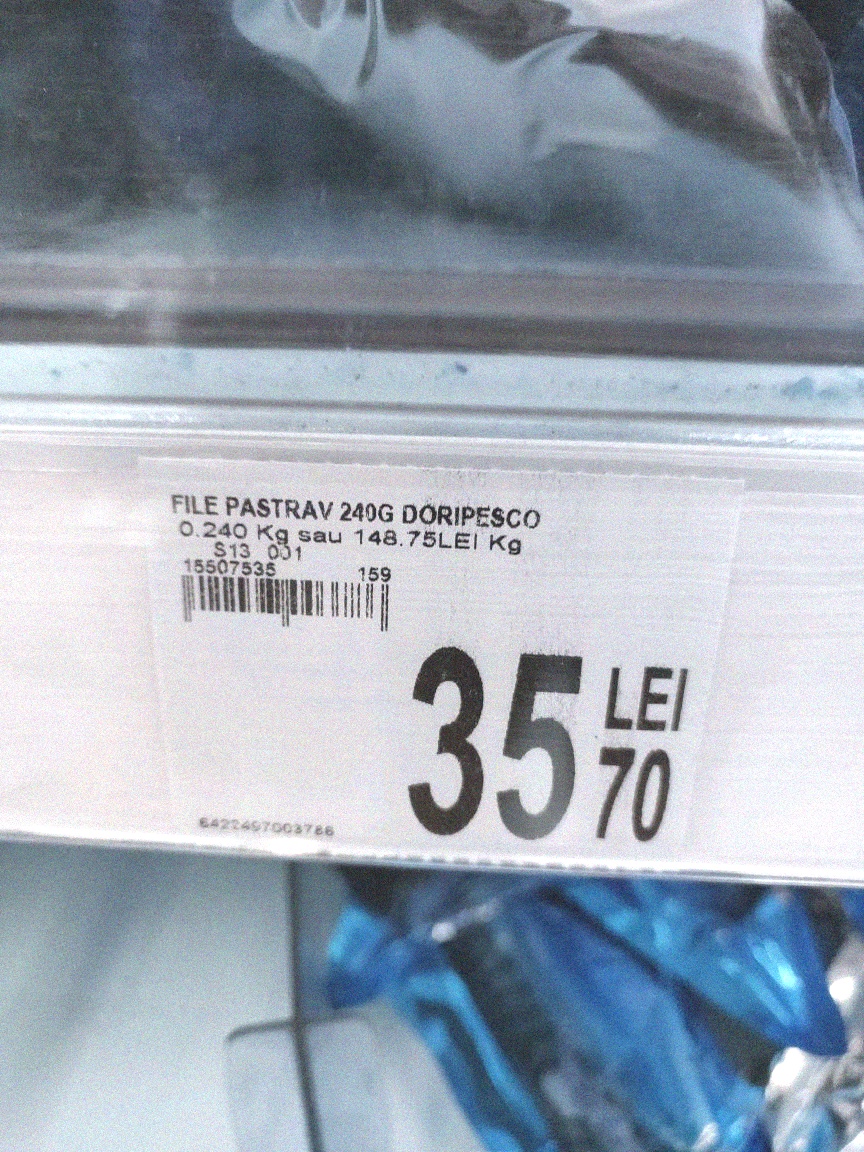 FILE PASTRAV 240G DORIPESCO
0.240 Kg sau 148.75LEI Kg
S13 001
15507535 159
35 LEI
70
6422497003786